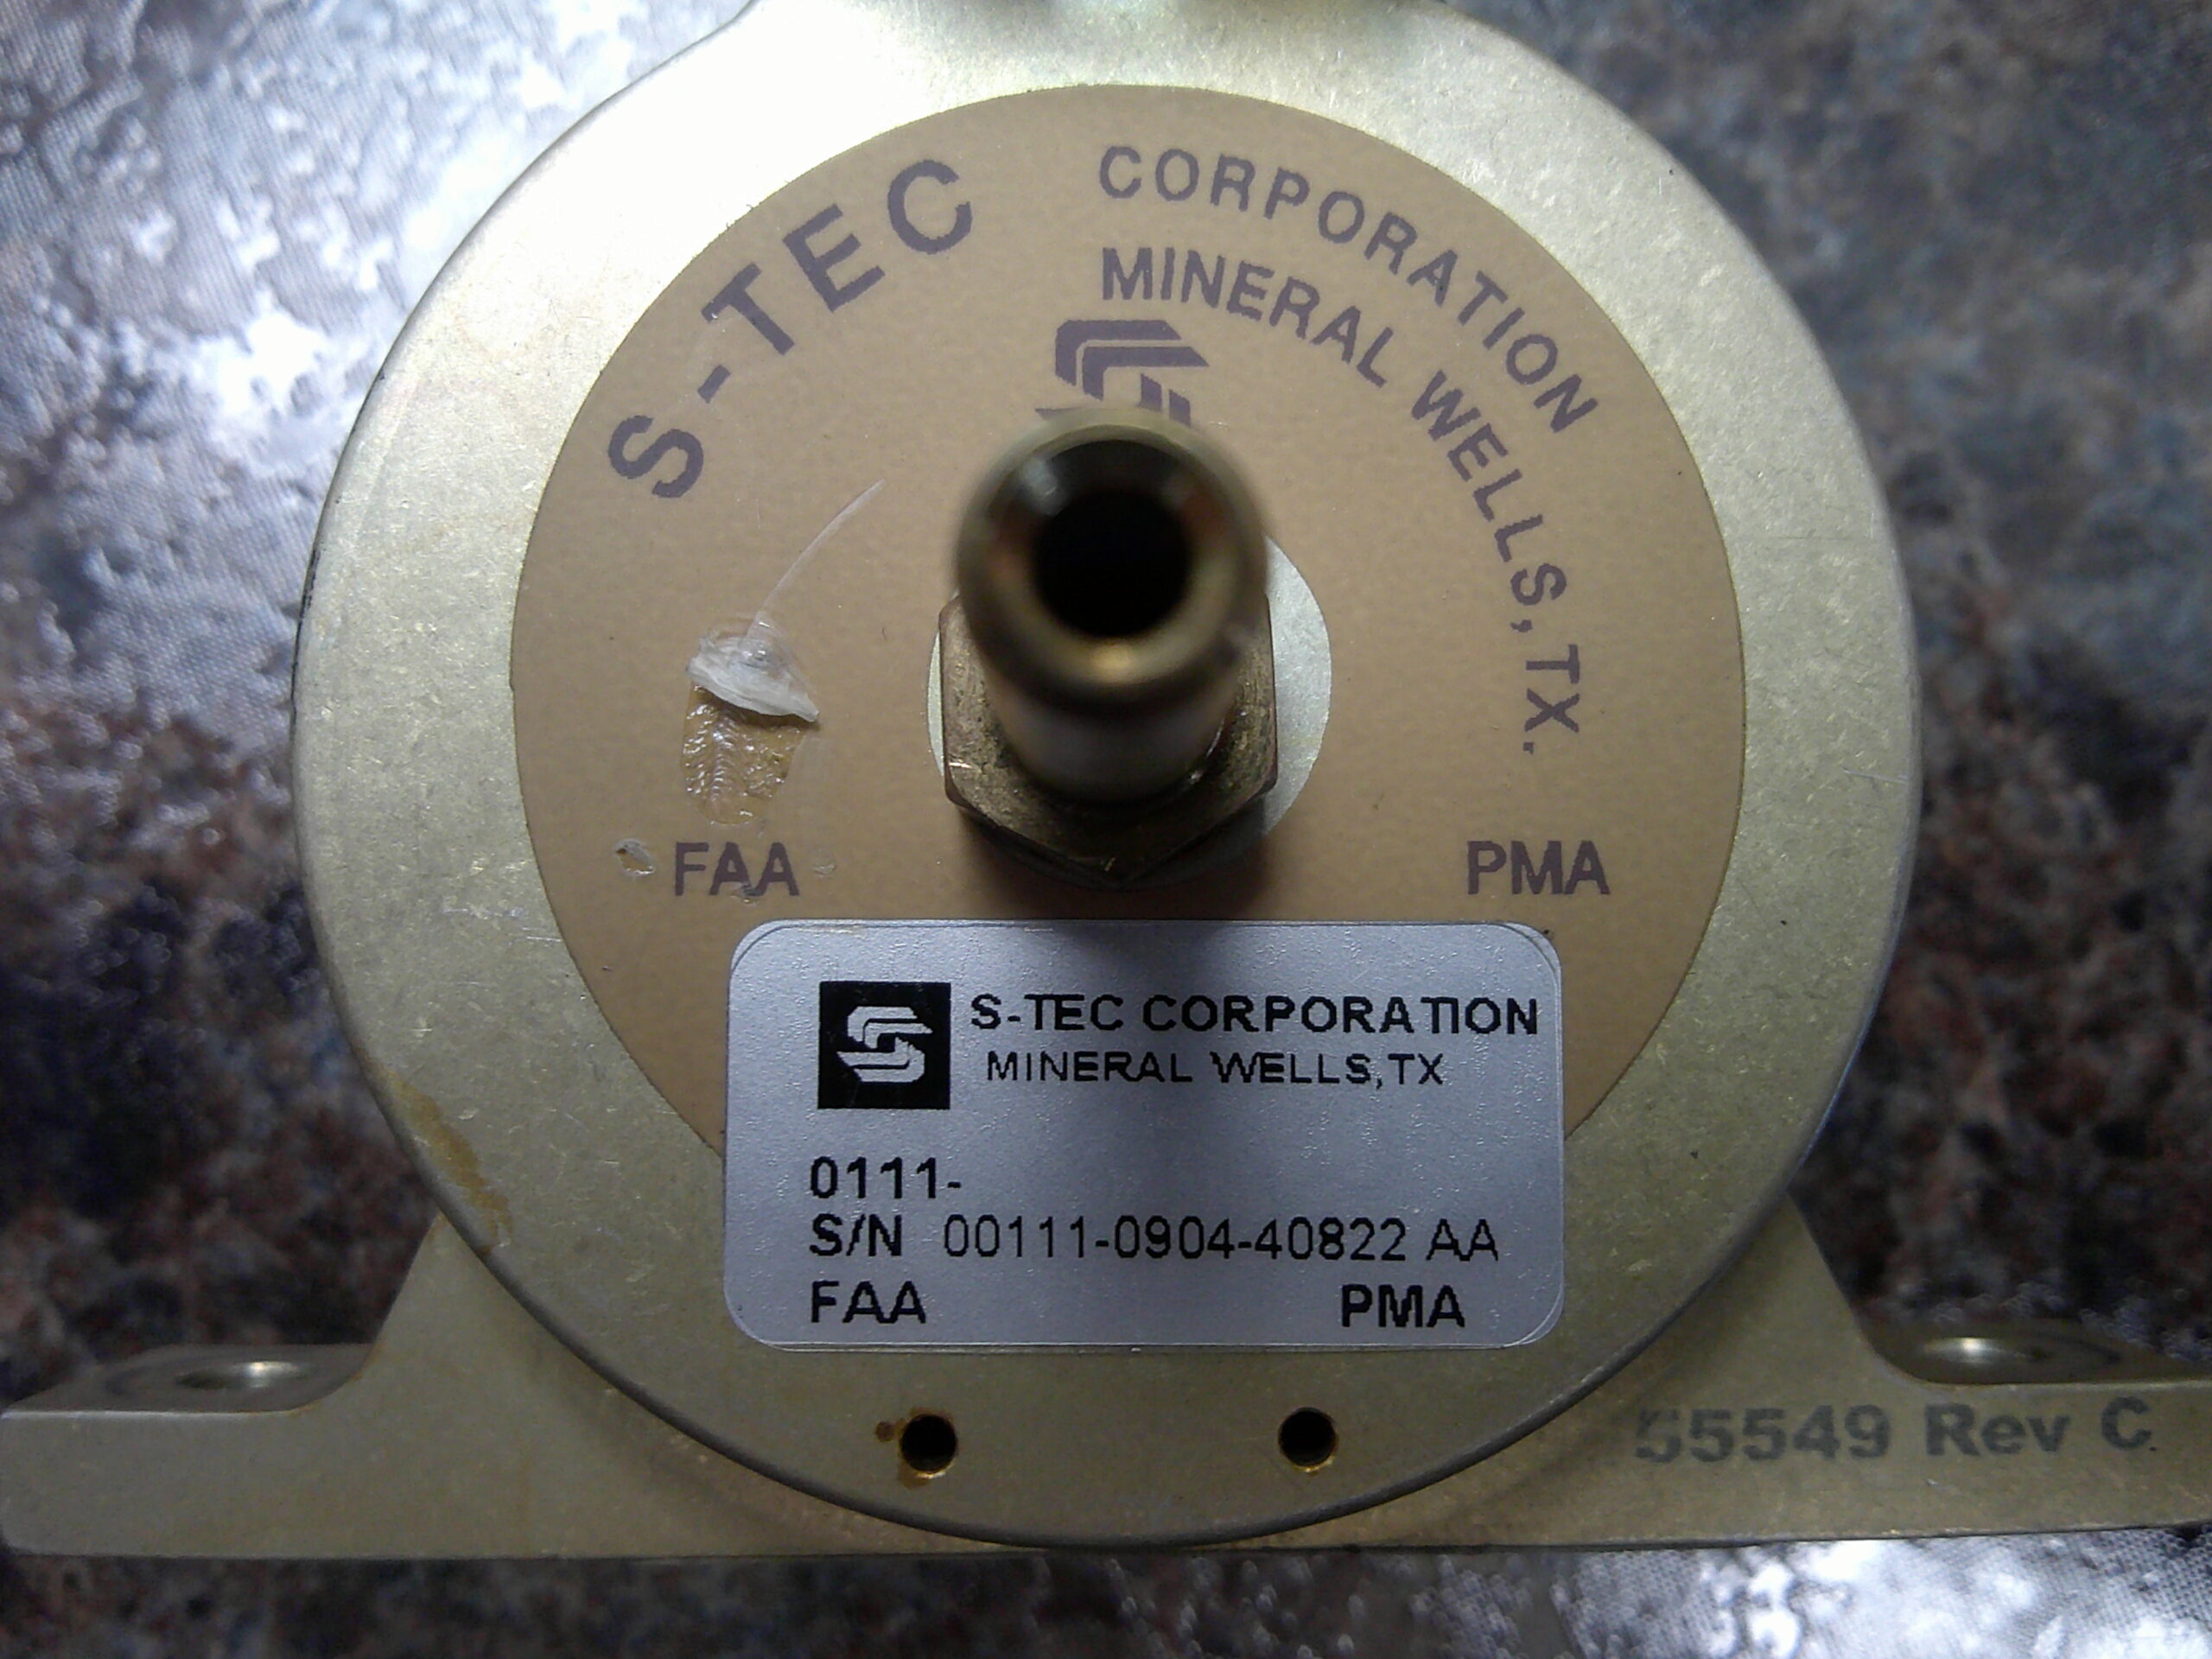 S-TEC
CORPORATION
MINERAL WELLS, TX.
FAA PMA
S-TEC CORPORATION
MINERAL WELLS, TX
0111-
S/N 00111-0904-40822 AA
FAA PMA
55549 Rev C